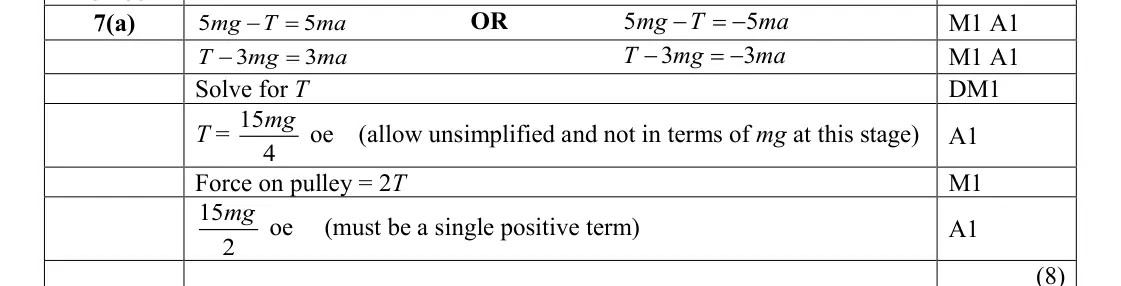 7(a) 5mg − T = 5ma OR 5mg − T = −5ma M1 A1
T − 3mg = 3ma T − 3mg = −3ma M1 A1
Solve for T DM1
T = 15mg/4 oe (allow unsimplified and not in terms of mg at this stage) A1
Force on pulley = 2T M1
15mg/2 oe (must be a single positive term) A1
(8)